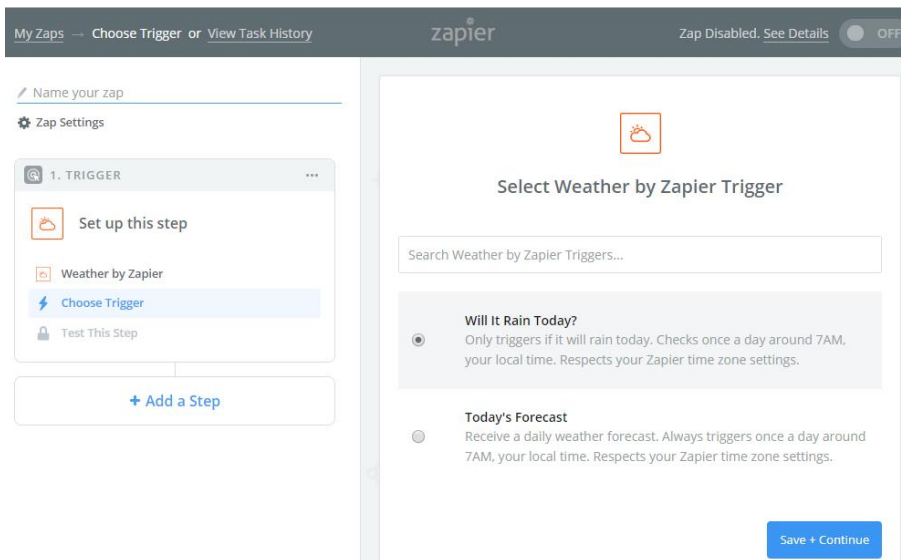 My Zaps → Choose Trigger or View Task History
zapier
Zap Disabled. See Details
OFF
Name your zap
Zap Settings
1. TRIGGER
Set up this step
Weather by Zapier
Choose Trigger
Test This Step
+ Add a Step
Select Weather by Zapier Trigger
Search Weather by Zapier Triggers...
Will It Rain Today?
Only triggers if it will rain today. Checks once a day around 7AM,
your local time. Respects your Zapier time zone settings.
Today's Forecast
Receive a daily weather forecast. Always triggers once a day around
7AM, your local time. Respects your Zapier time zone settings.
Save + Continue